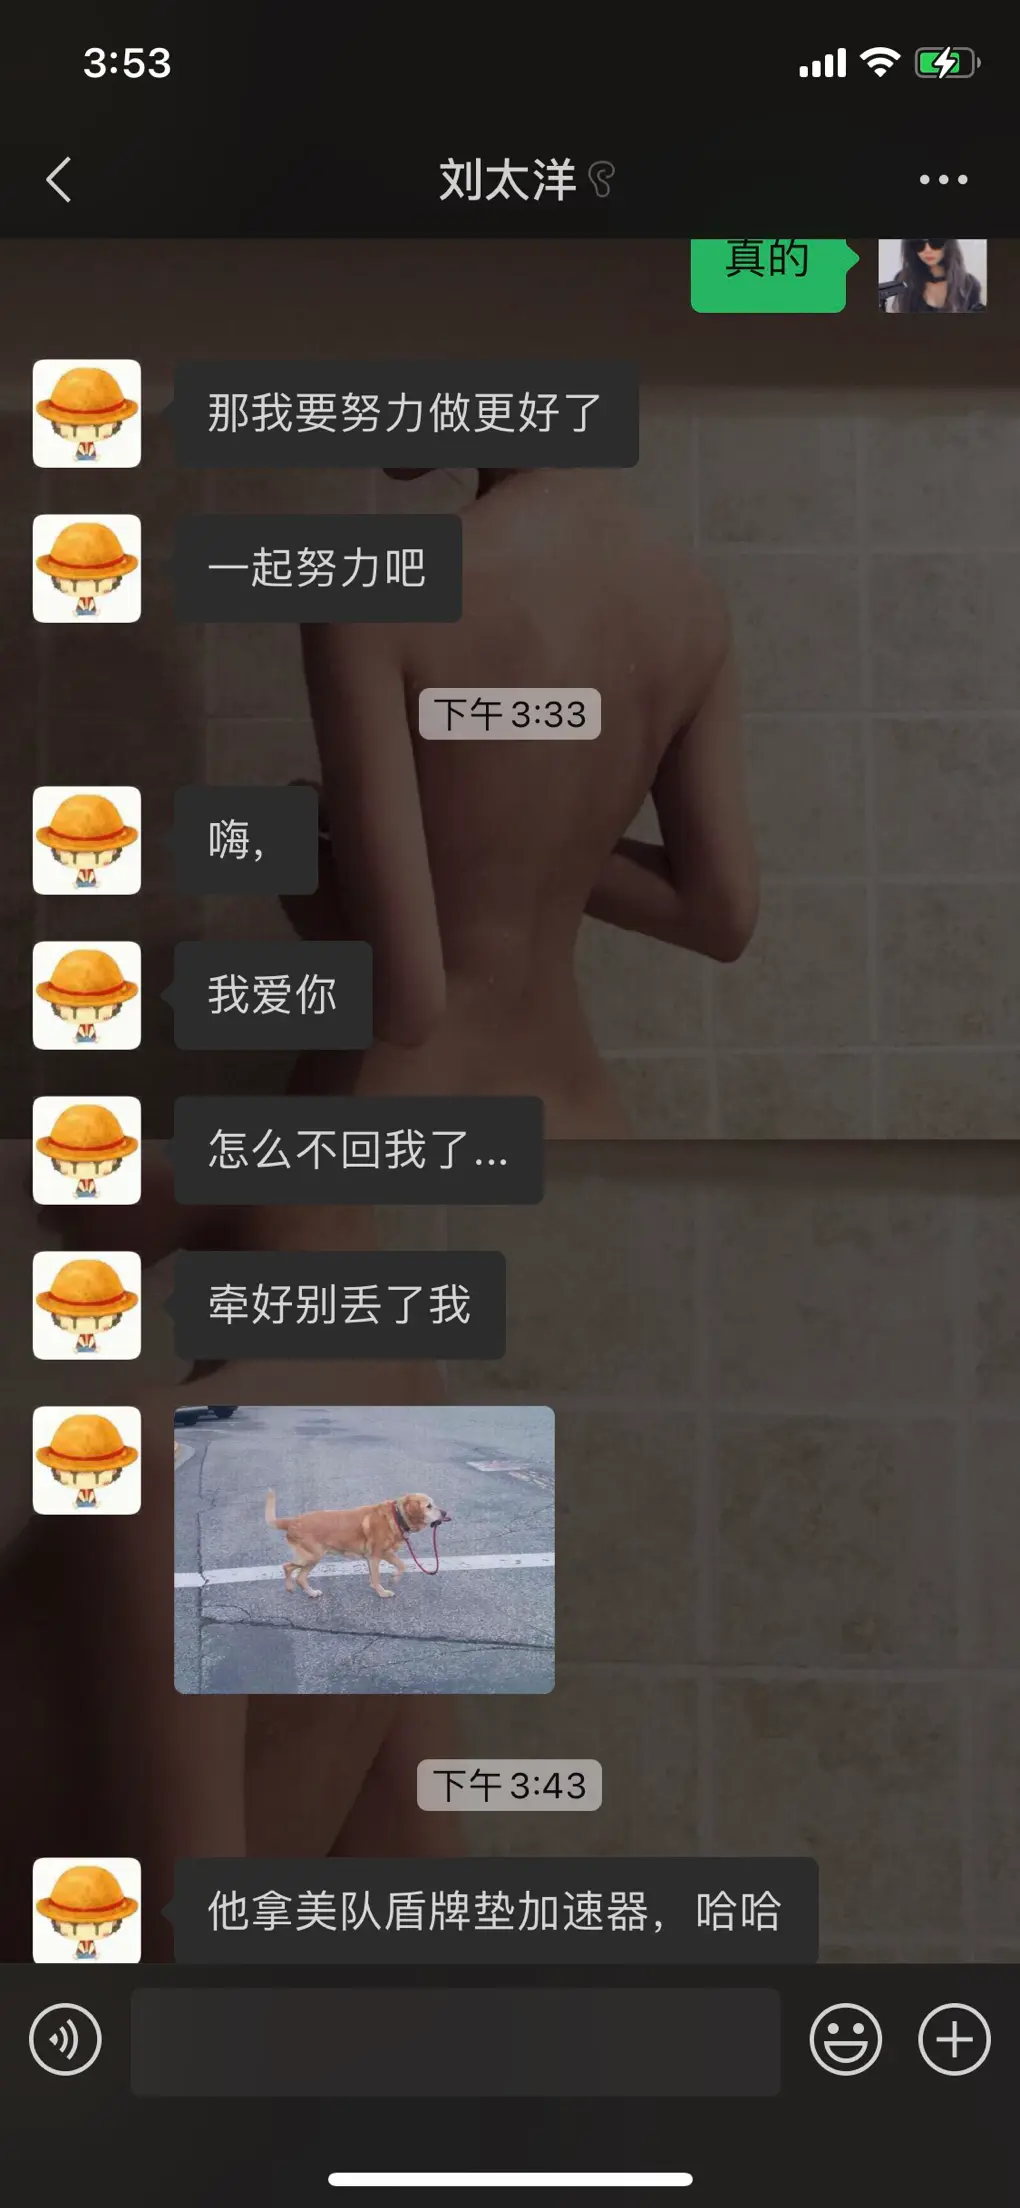 3:53
刘太洋
真的
那我要努力做更好了
一起努力吧
下午 3:33
嗨，
我爱你
怎么不回我了...
牵好别丢了我
下午 3:43
他拿美队盾牌垫加速器，哈哈